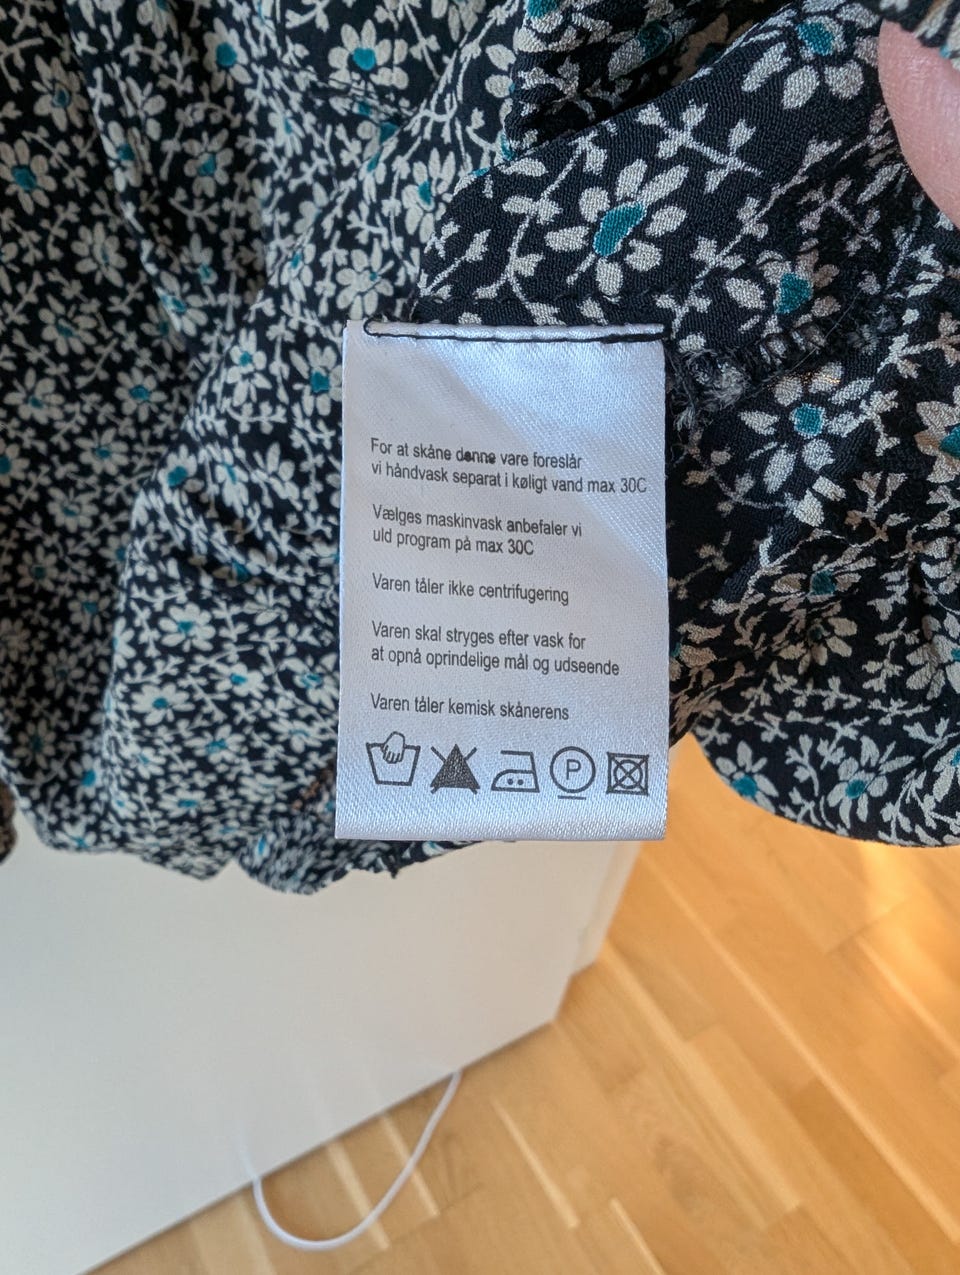 For at skåne denne vare foreslår
vi håndvask separat i køligt vand max 30C
Vælges maskinvask anbefaler vi
uld program på max 30C
Varen tåler ikke centrifugering
Varen skal stryges efter vask for
at opnå oprindelige mål og udseende
Varen tåler kemisk skånerens
P